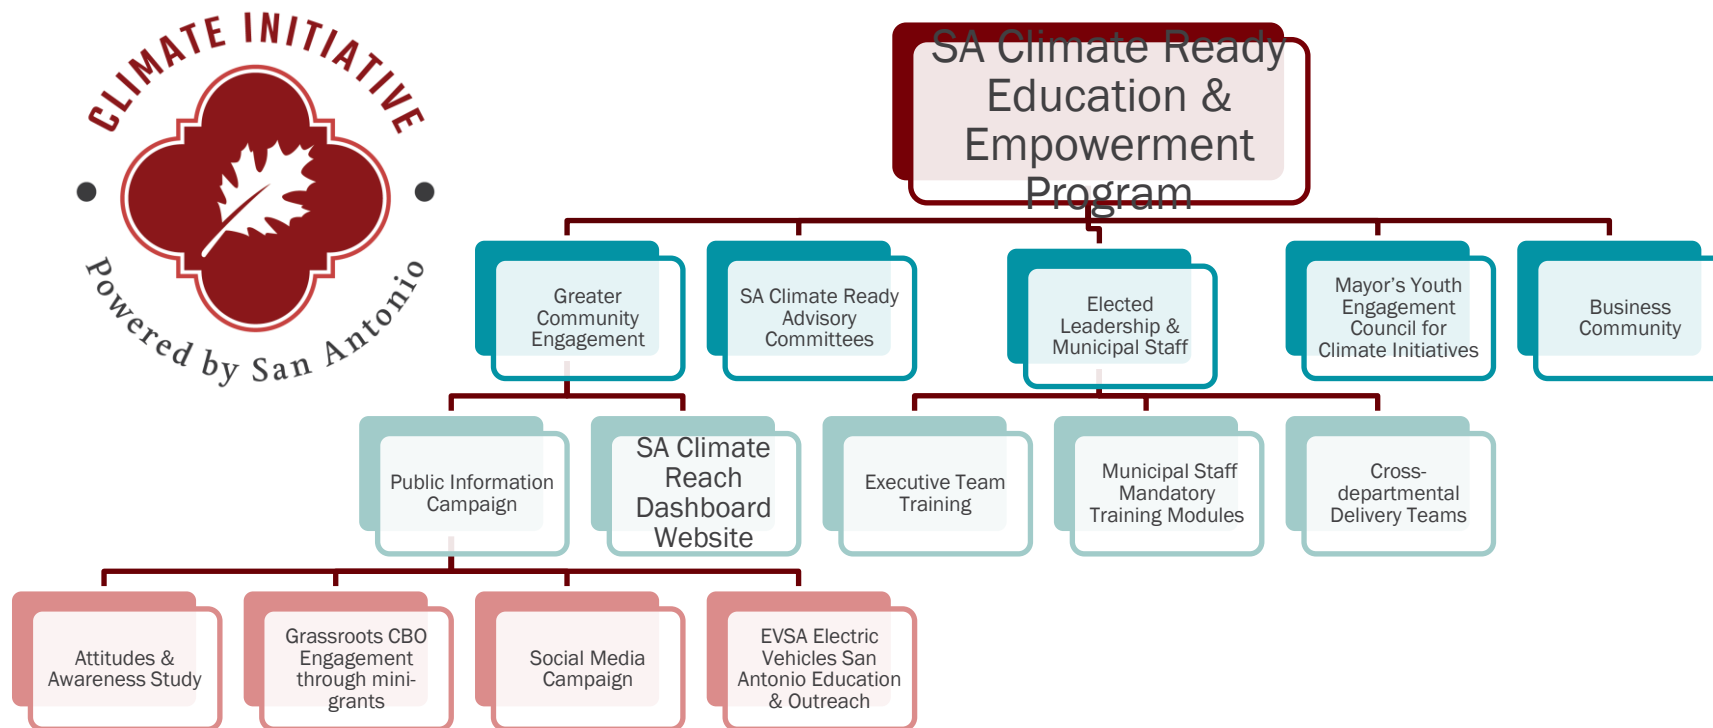 CLIMATE INITIATIVE
Powered by San Antonio
SA Climate Ready
Education &
Empowerment
Program
Greater
Community
Engagement
SA Climate Ready
Advisory
Committees
Elected
Leadership &
Municipal Staff
Mayor's Youth
Engagement
Council for
Climate Initiatives
Business
Community
Public Information
Campaign
SA Climate
Reach
Dashboard
Website
Executive Team
Training
Municipal Staff
Mandatory
Training Modules
Cross-
departmental
Delivery Teams
Attitudes &
Awareness Study
Grassroots CBO
Engagement
through mini-
grants
Social Media
Campaign
EVSA Electric
Vehicles San
Antonio Education
& Outreach